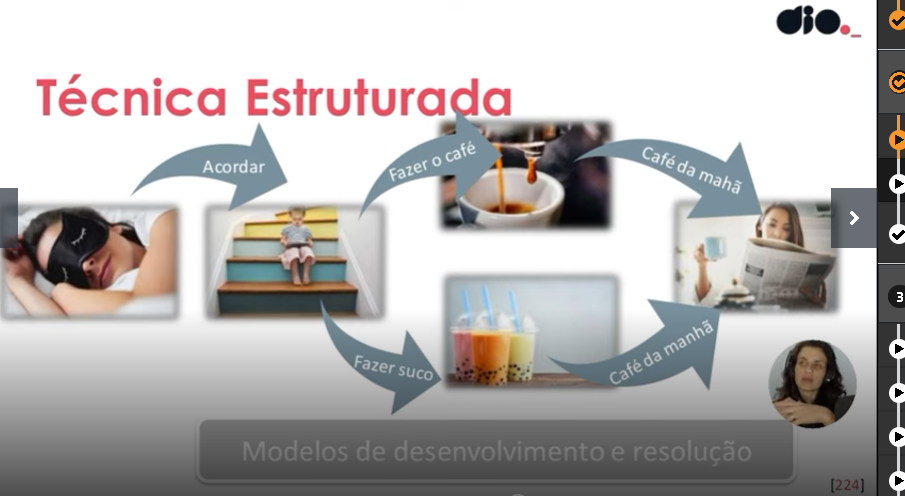 dio._
Técnica Estruturada
Acordar
Fazer o café
Café da mahã
Fazer suco
Café da manhã
Modelos de desenvolvimento e resolução
[224]
3